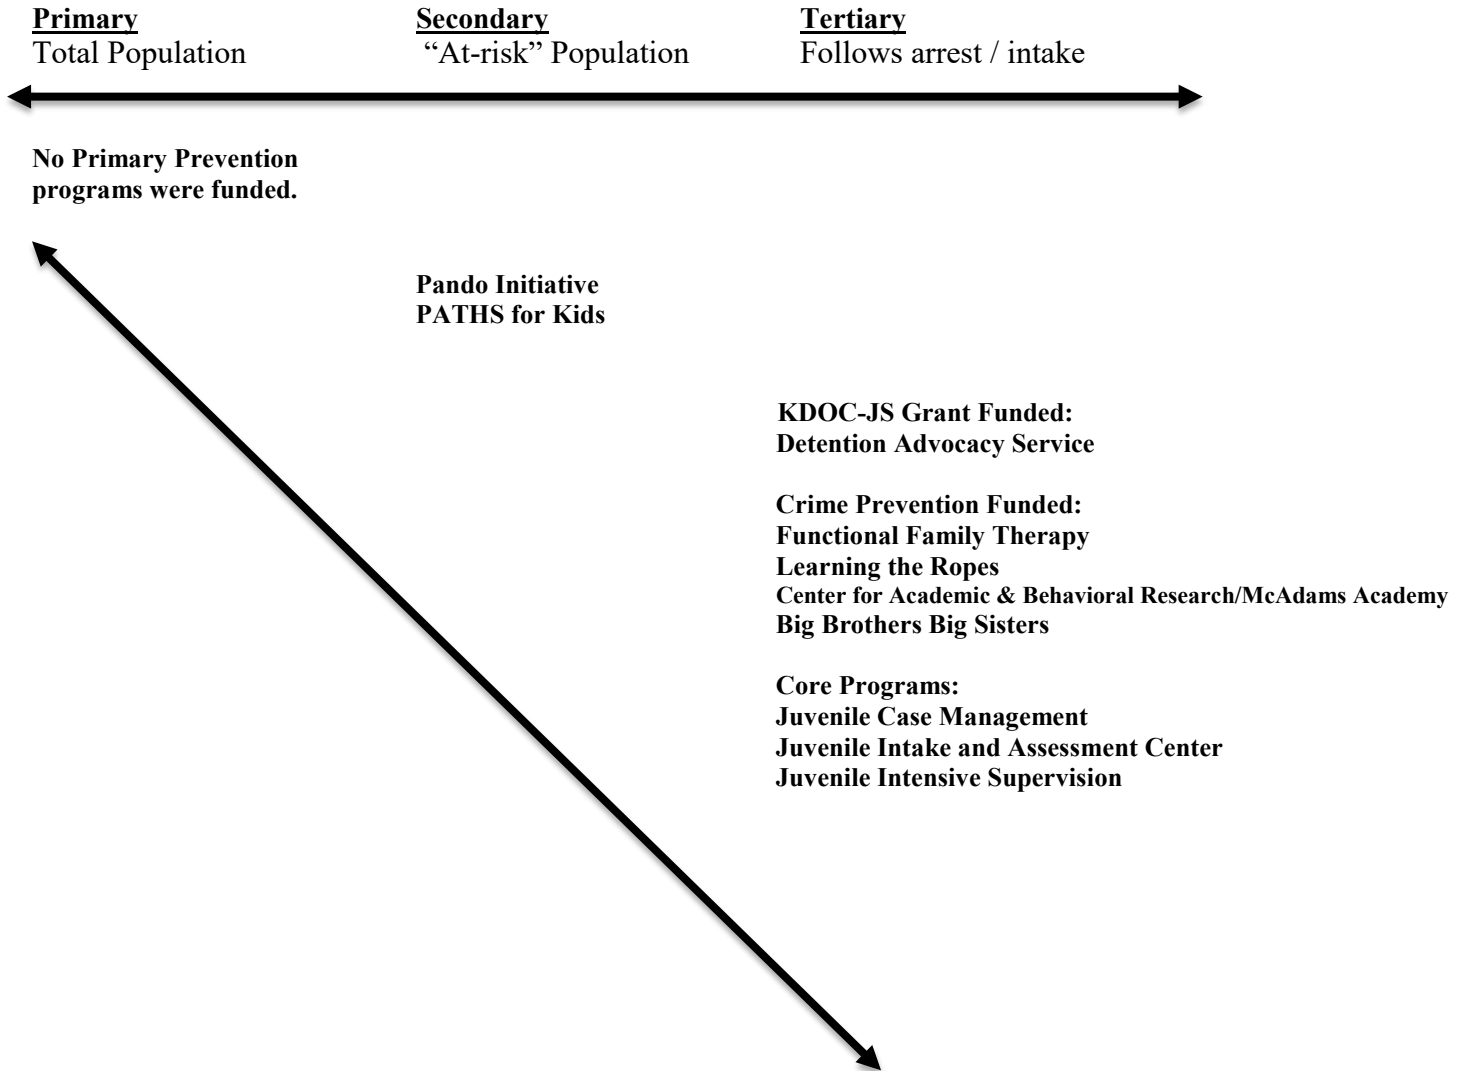 Primary
Secondary
Tertiary
Total Population
“At-risk” Population
Follows arrest / intake
No Primary Prevention
programs were funded.
Pando Initiative
PATHS for Kids
KDOC-JS Grant Funded:
Detention Advocacy Service
Crime Prevention Funded:
Functional Family Therapy
Learning the Ropes
Center for Academic & Behavioral Research/McAdams Academy
Big Brothers Big Sisters
Core Programs:
Juvenile Case Management
Juvenile Intake and Assessment Center
Juvenile Intensive Supervision